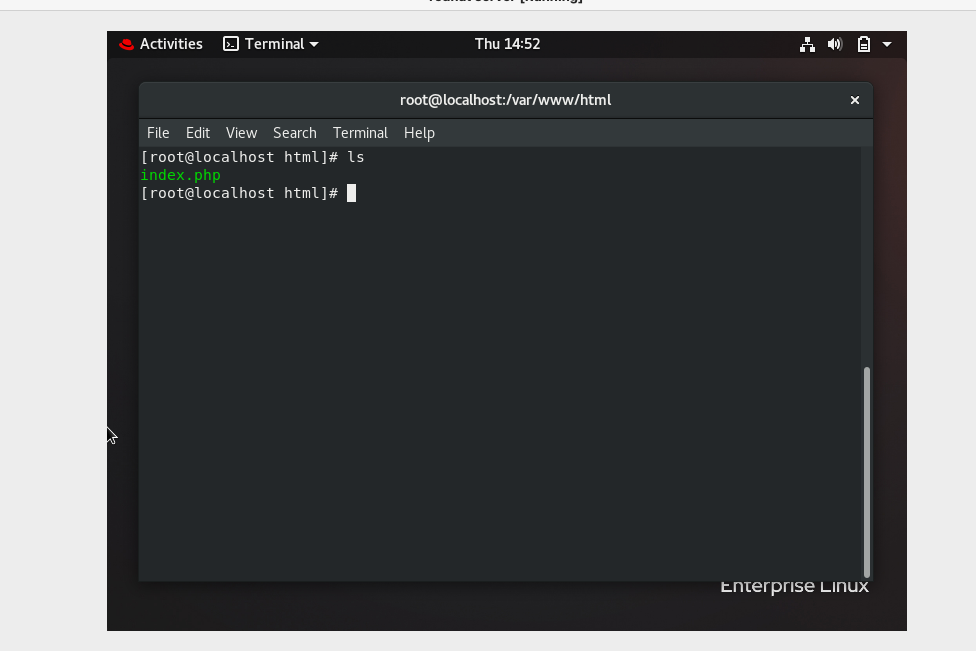 Activities Terminal Thu 14:52
root@localhost:/var/www/html
File Edit View Search Terminal Help
[root@localhost html]# ls
index.php
[root@localhost html]#
Enterprise Linux